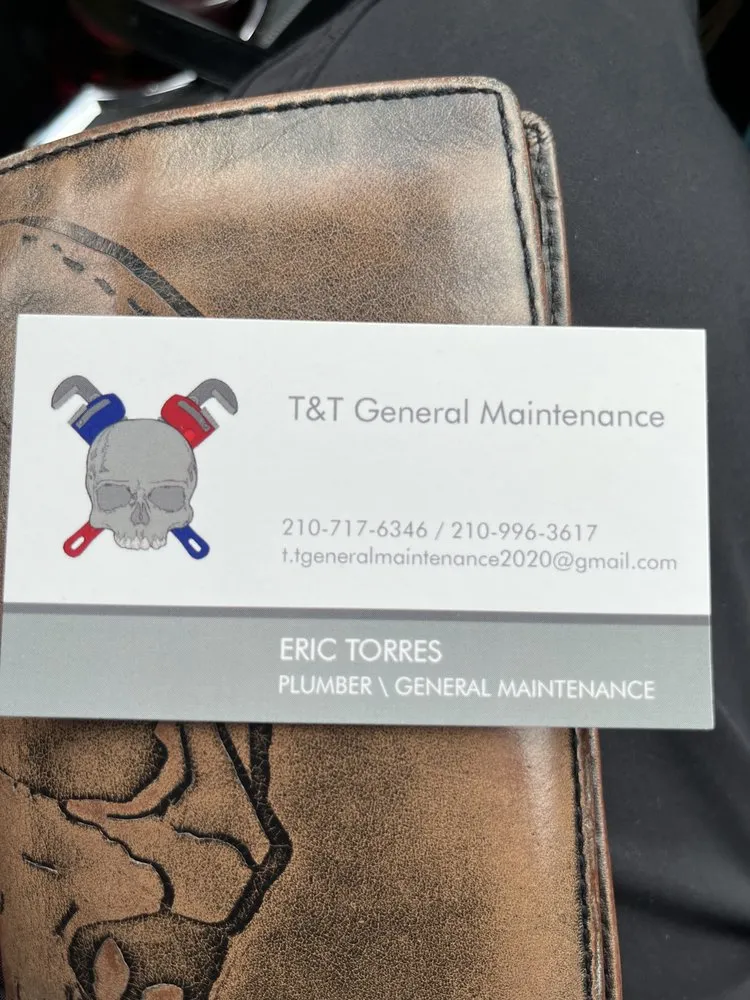 T&T General Maintenance
210-717-6346 / 210-996-3617
t.tgeneralmaintenance2020@gmail.com
ERIC TORRES
PLUMBER \ GENERAL MAINTENANCE